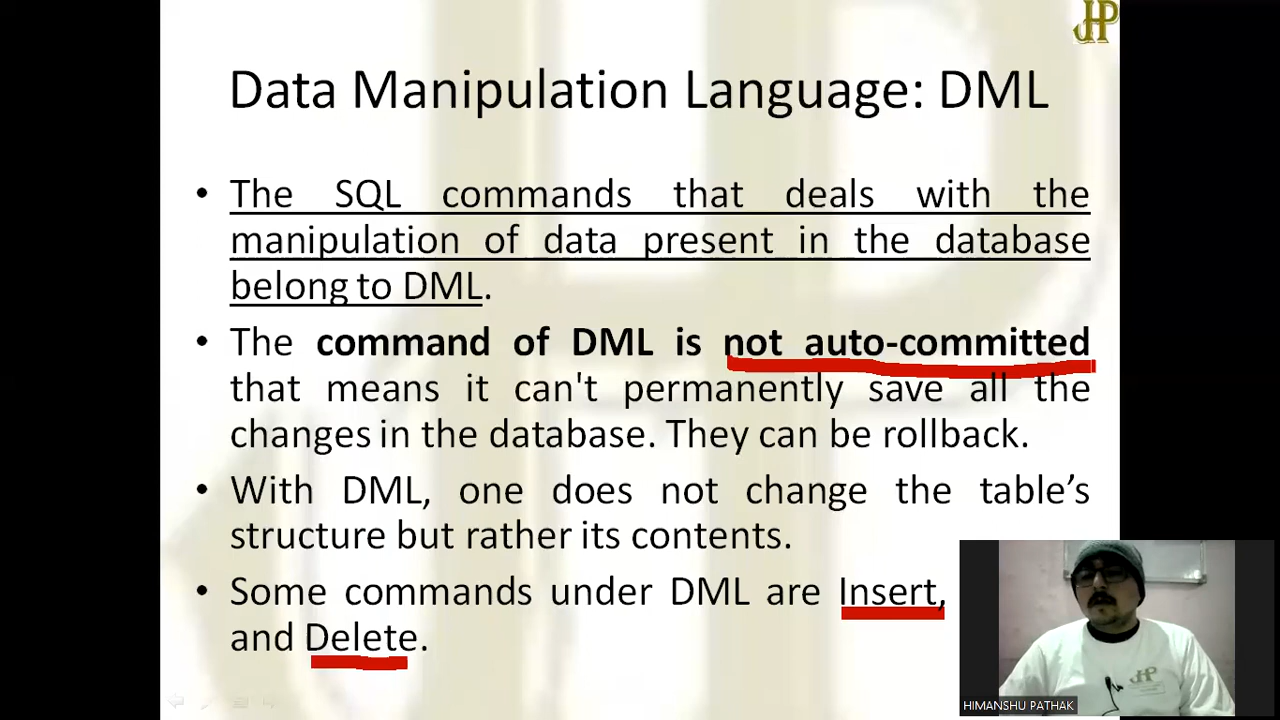 JHP
Data Manipulation Language: DML
• The SQL commands that deals with the
manipulation of data present in the database
belong to DML.
• The command of DML is not auto-committed
that means it can't permanently save all the
changes in the database. They can be rollback.
• With DML, one does not change the table’s
structure but rather its contents.
• Some commands under DML are Insert,
and Delete.
JHP
HIMANSHU PATHAK